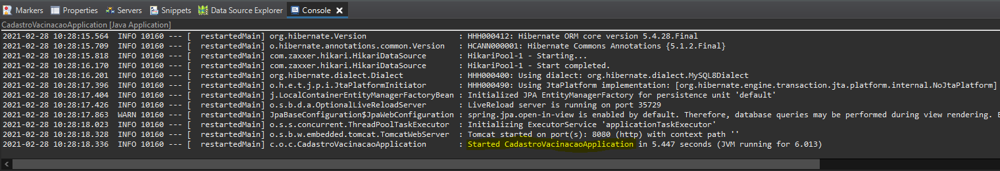 Markers Properties Servers Snippets Data Source Explorer Console
CadastroVacinacaoApplication [Java Application]
2021-02-28 10:28:15.564  INFO 10160 --- [  restartedMain] org.hibernate.Version                    : HHH000412: Hibernate ORM core version 5.4.28.Final
2021-02-28 10:28:15.709  INFO 10160 --- [  restartedMain] o.hibernate.annotations.common.Version   : HCANN000001: Hibernate Commons Annotations {5.1.2.Final}
2021-02-28 10:28:15.818  INFO 10160 --- [  restartedMain] com.zaxxer.hikari.HikariDataSource       : HikariPool-1 - Starting...
2021-02-28 10:28:16.170  INFO 10160 --- [  restartedMain] com.zaxxer.hikari.HikariDataSource       : HikariPool-1 - Start completed.
2021-02-28 10:28:16.201  INFO 10160 --- [  restartedMain] org.hibernate.dialect.Dialect            : HHH000400: Using dialect: org.hibernate.dialect.MySQL8Dialect
2021-02-28 10:28:17.396  INFO 10160 --- [  restartedMain] o.h.e.t.j.p.i.JtaPlatformInitiator       : HHH000490: Using JtaPlatform implementation: [org.hibernate.engine.transaction.jta.platform.internal.NoJtaPlatform]
2021-02-28 10:28:17.404  INFO 10160 --- [  restartedMain] j.LocalContainerEntityManagerFactoryBean : Initialized JPA EntityManagerFactory for persistence unit 'default'
2021-02-28 10:28:17.426  INFO 10160 --- [  restartedMain] o.s.b.d.a.OptionalLiveReloadServer       : LiveReload server is running on port 35729
2021-02-28 10:28:17.863  WARN 10160 --- [  restartedMain] JpaBaseConfiguration$JpaWebConfiguration : spring.jpa.open-in-view is enabled by default. Therefore, database queries may be performed during view rendering. E
2021-02-28 10:28:18.023  INFO 10160 --- [  restartedMain] o.s.s.concurrent.ThreadPoolTaskExecutor  : Initializing ExecutorService 'applicationTaskExecutor'
2021-02-28 10:28:18.328  INFO 10160 --- [  restartedMain] o.s.b.w.embedded.tomcat.TomcatWebServer  : Tomcat started on port(s): 8080 (http) with context path ''
2021-02-28 10:28:18.336  INFO 10160 --- [  restartedMain] c.o.c.CadastroVacinacaoApplication       : Started CadastroVacinacaoApplication in 5.447 seconds (JVM running for 6.013)